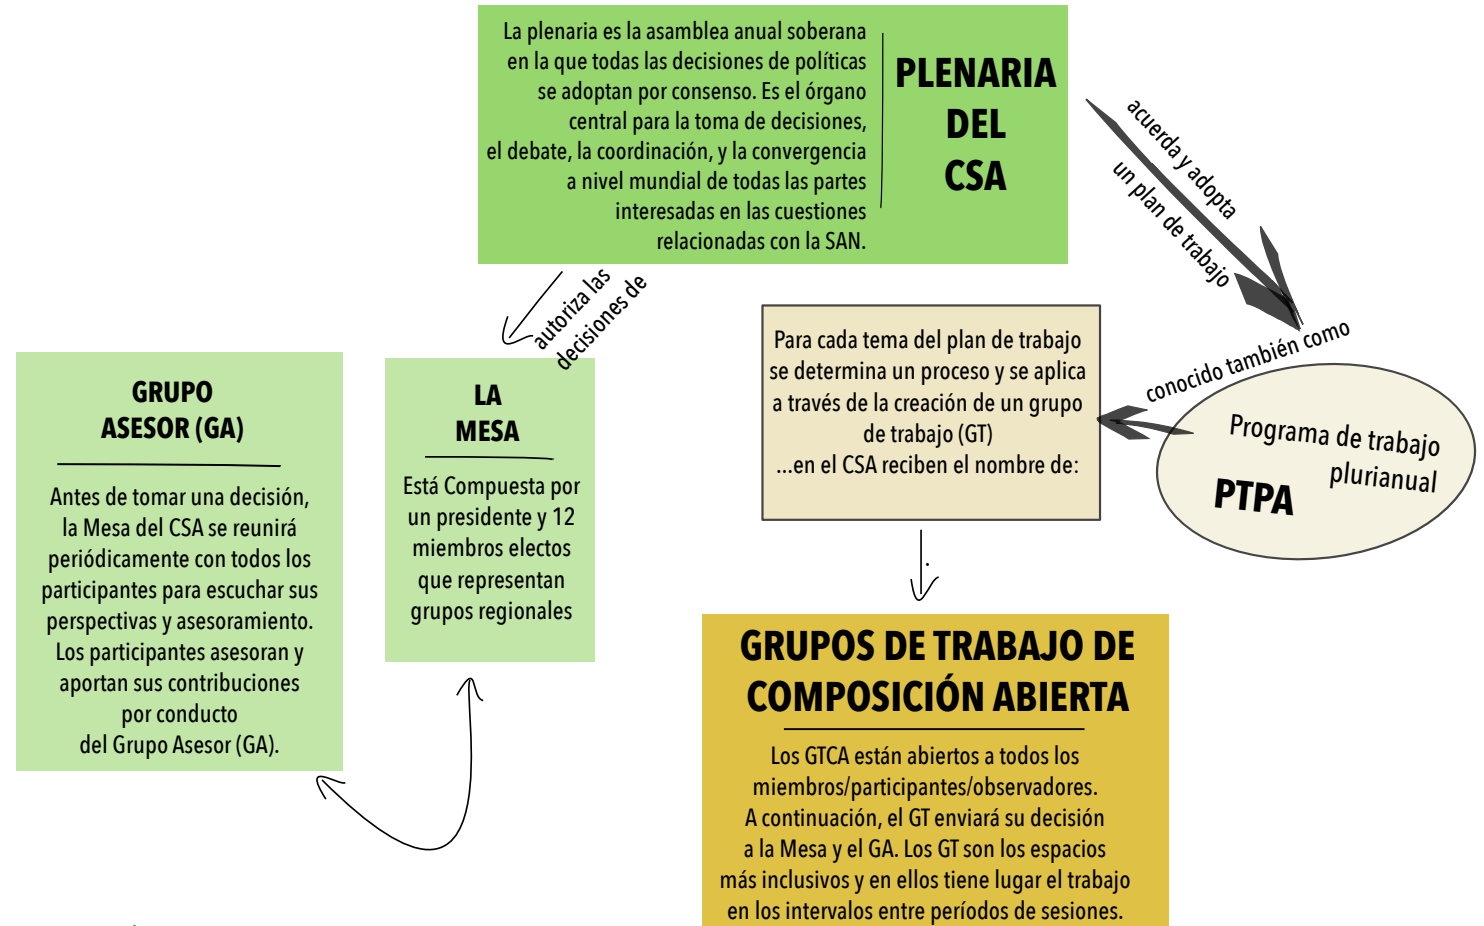 La plenaria es la asamblea anual soberana
en la que todas las decisiones de políticas
se adoptan por consenso. Es el órgano
central para la toma de decisiones,
el debate, la coordinación, y la convergencia
a nivel mundial de todas las partes
interesadas en las cuestiones
relacionadas con la SAN.
PLENARIA
DEL
CSA
acuerda y adopta
un plan de trabajo
autoriza las
decisiones de
conocido también como
Programa de trabajo
plurianual
PTPA
Para cada tema del plan de trabajo
se determina un proceso y se aplica
a través de la creación de un grupo
de trabajo (GT)
...en el CSA reciben el nombre de:
GRUPO
ASESOR (GA)
Antes de tomar una decisión,
la Mesa del CSA se reunirá
periódicamente con todos los
participantes para escuchar sus
perspectivas y asesoramiento.
Los participantes asesoran y
aportan sus contribuciones
por conducto
del Grupo Asesor (GA).
LA
MESA
Está Compuesta por
un presidente y 12
miembros electos
que representan
grupos regionales
GRUPOS DE TRABAJO DE
COMPOSICIÓN ABIERTA
Los GTCA están abiertos a todos los
miembros/participantes/observadores.
A continuación, el GT enviará su decisión
a la Mesa y el GA. Los GT son los espacios
más inclusivos y en ellos tiene lugar el trabajo
en los intervalos entre períodos de sesiones.